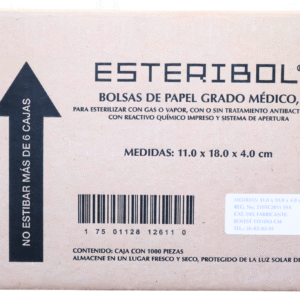 ESTERIBOL®
BOLSAS DE PAPEL GRADO MÉDICO,
PARA ESTERILIZAR CON GAS O VAPOR, CON O SIN TRATAMIENTO ANTIBACT
CON REACTIVO QUÍMICO IMPRESO Y SISTEMA DE APERTURA
NO ESTIBAR MÁS DE 6 CAJAS
MEDIDAS: 11.0 x 18.0 x 4.0 cm
1 75 01128 12611 0
CONTENIDO: CAJA CON 1000 PIEZAS
ALMACENE EN UN LUGAR FRESCO Y SECO, PROTEGIDO DE LA LUZ SOLAR D